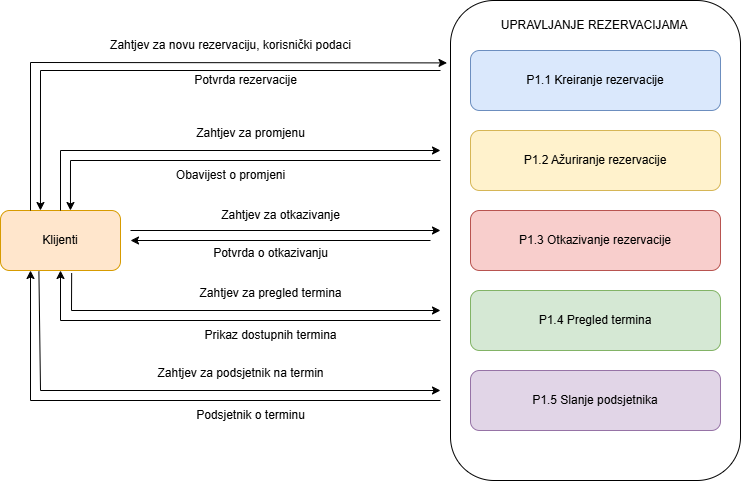 UPRAVLJANJE REZERVACIJAMA
Zahtjev za novu rezervaciju, korisnički podaci
Potvrda rezervacije
P1.1 Kreiranje rezervacije
Zahtjev za promjenu
Obavijest o promjeni
P1.2 Ažuriranje rezervacije
Klijenti
Zahtjev za otkazivanje
Potvrda o otkazivanju
P1.3 Otkazivanje rezervacije
Zahtjev za pregled termina
Prikaz dostupnih termina
P1.4 Pregled termina
Zahtjev za podsjetnik na termin
Podsjetnik o terminu
P1.5 Slanje podsjetnika